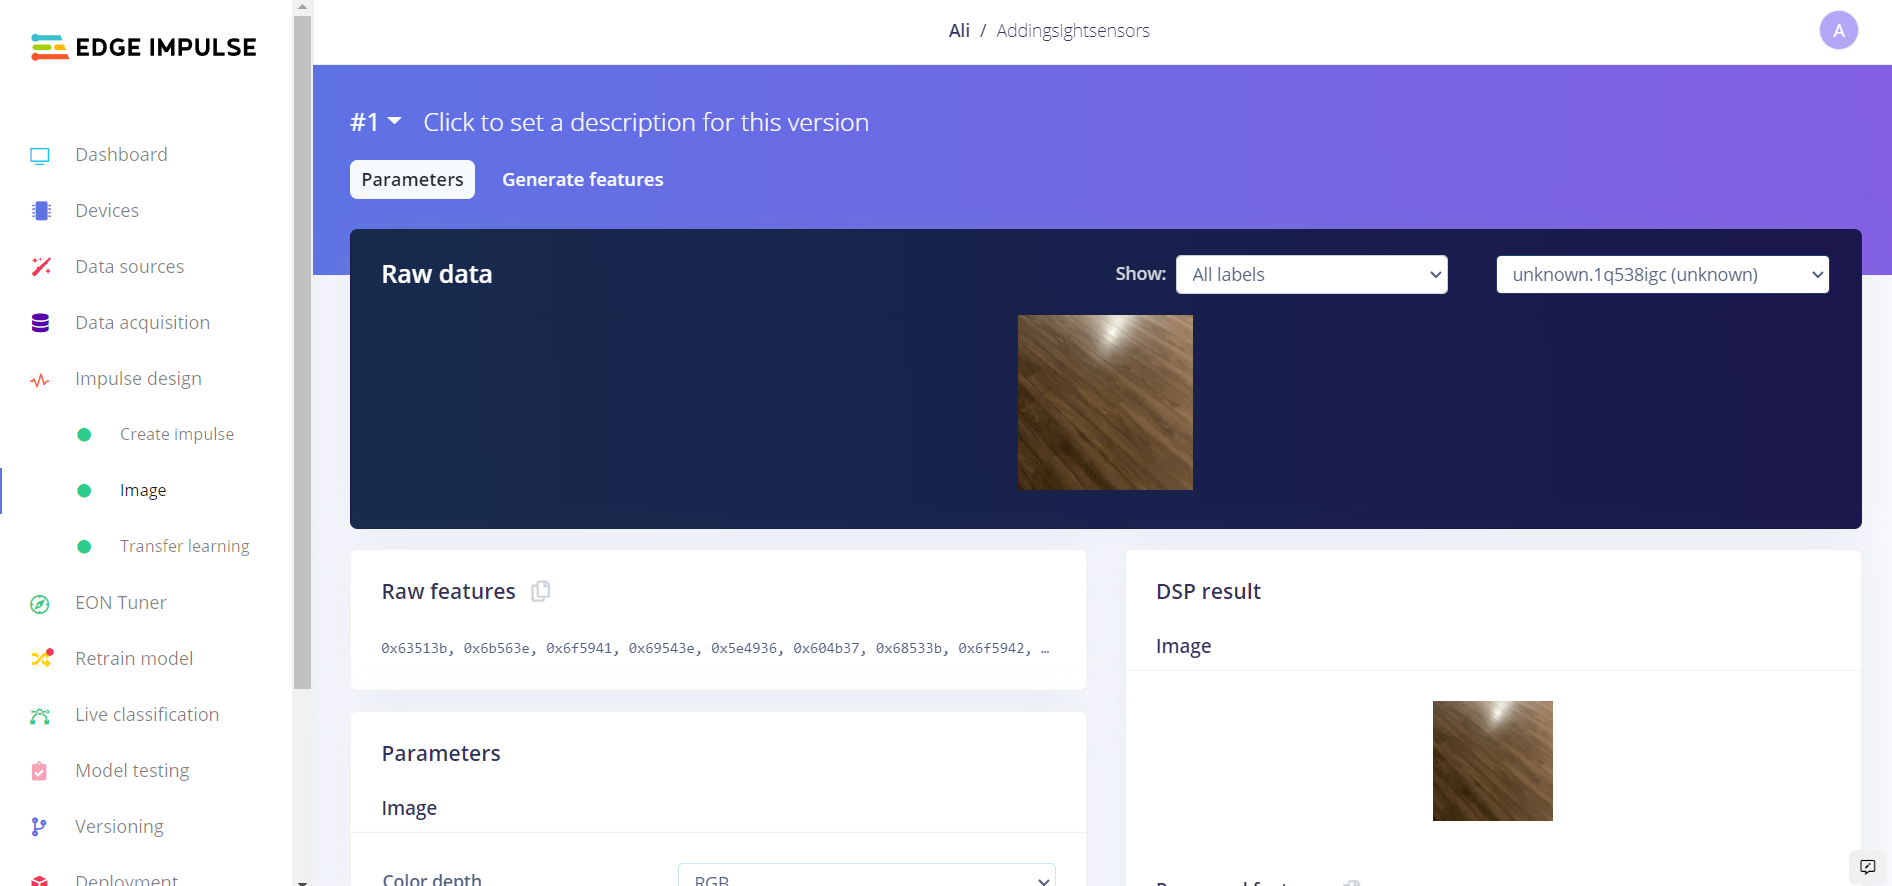 EDGE IMPULSE
Ali / Addingsightsensors
A
Dashboard
Devices
Data sources
Data acquisition
Impulse design
Create impulse
Image
Transfer learning
EON Tuner
Retrain model
Live classification
Model testing
Versioning
Deployment
#1 Click to set a description for this version
Parameters Generate features
Raw data
Show: All labels
unknown.1q538igc (unknown)
Raw features
0x63513b, 0x6b563e, 0x6f5941, 0x69543e, 0x5e4936, 0x604b37, 0x68533b, 0x6f5942, …
Parameters
Image
Color depth RGB
DSP result
Image